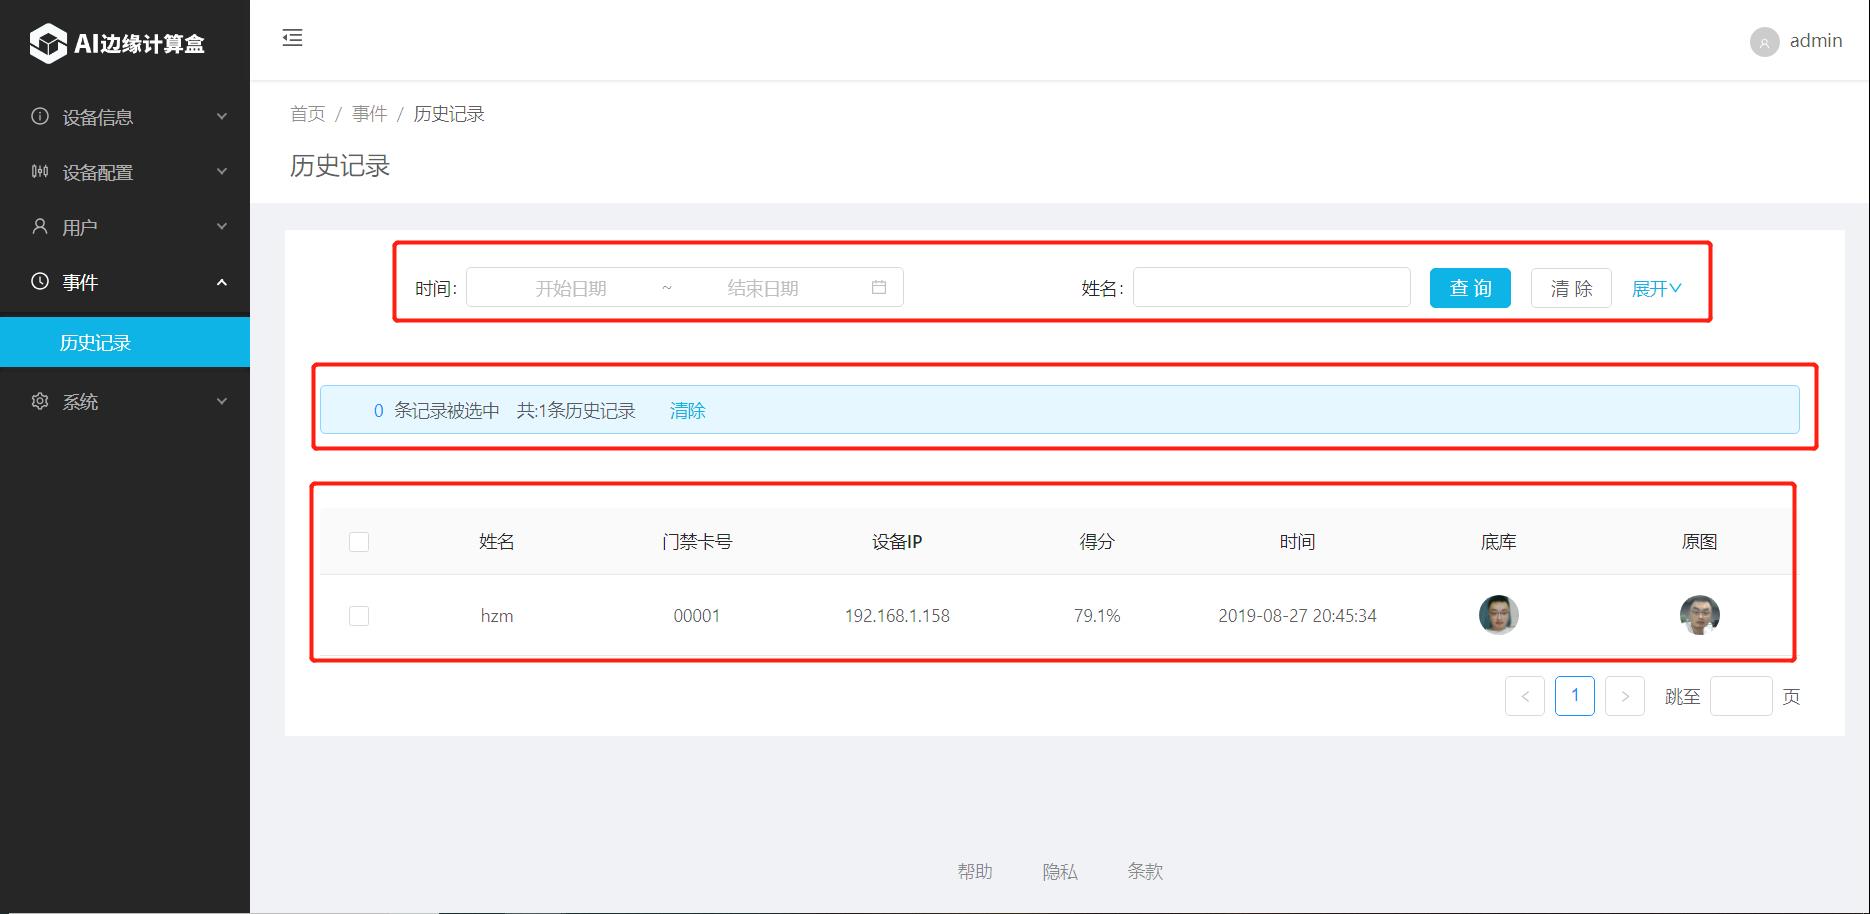 AI边缘计算盒
admin
设备信息
设备配置
用户
事件
历史记录
系统
首页 / 事件 / 历史记录
历史记录
时间: 开始日期 ~ 结束日期 姓名: 查 询 清 除 展开
0 条记录被选中 共:1条历史记录 清除
姓名 门禁卡号 设备IP 得分 时间 底库 原图
hzm 00001 192.168.1.158 79.1% 2019-08-27 20:45:34
< 1 > 跳至 页
帮助 隐私 条款